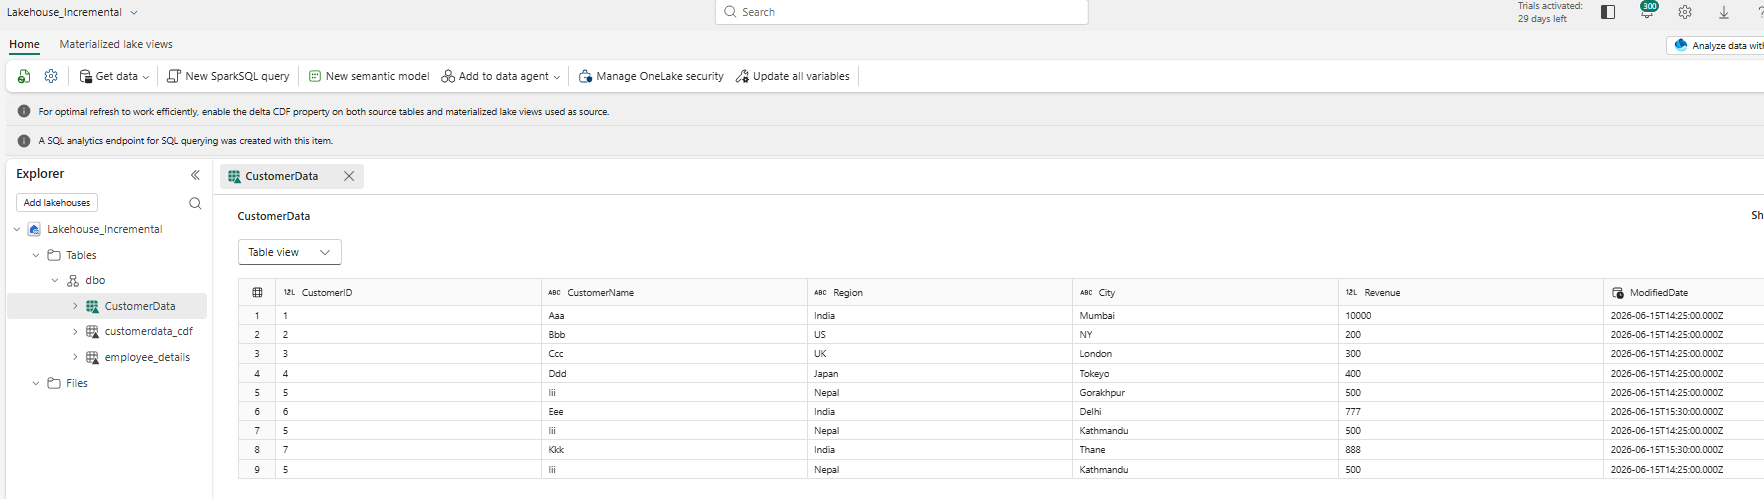 Lakehouse_Incremental
Search
Trials activated:
29 days left
300
Home Materialized lake views
Analyze data with
Get data New SparkSQL query New semantic model Add to data agent Manage OneLake security Update all variables
For optimal refresh to work efficiently, enable the delta CDF property on both source tables and materialized lake views used as source.
A SQL analytics endpoint for SQL querying was created with this item.
Explorer
Add lakehouses
Lakehouse_Incremental
Tables
dbo
CustomerData
customerdata_cdf
employee_details
Files
CustomerData
CustomerData
Sh
Table view
12L CustomerID ABC CustomerName ABC Region ABC City 12L Revenue ModifiedDate
1 1 Aaa India Mumbai 10000 2026-06-15T14:25:00.000Z
2 2 Bbb US NY 200 2026-06-15T14:25:00.000Z
3 3 Ccc UK London 300 2026-06-15T14:25:00.000Z
4 4 Ddd Japan Tokeyo 400 2026-06-15T14:25:00.000Z
5 5 Iii Nepal Gorakhpur 500 2026-06-15T14:25:00.000Z
6 6 Eee India Delhi 777 2026-06-15T15:30:00.000Z
7 5 Iii Nepal Kathmandu 500 2026-06-15T14:25:00.000Z
8 7 Kkk India Thane 888 2026-06-15T15:30:00.000Z
9 5 Iii Nepal Kathmandu 500 2026-06-15T14:25:00.000Z